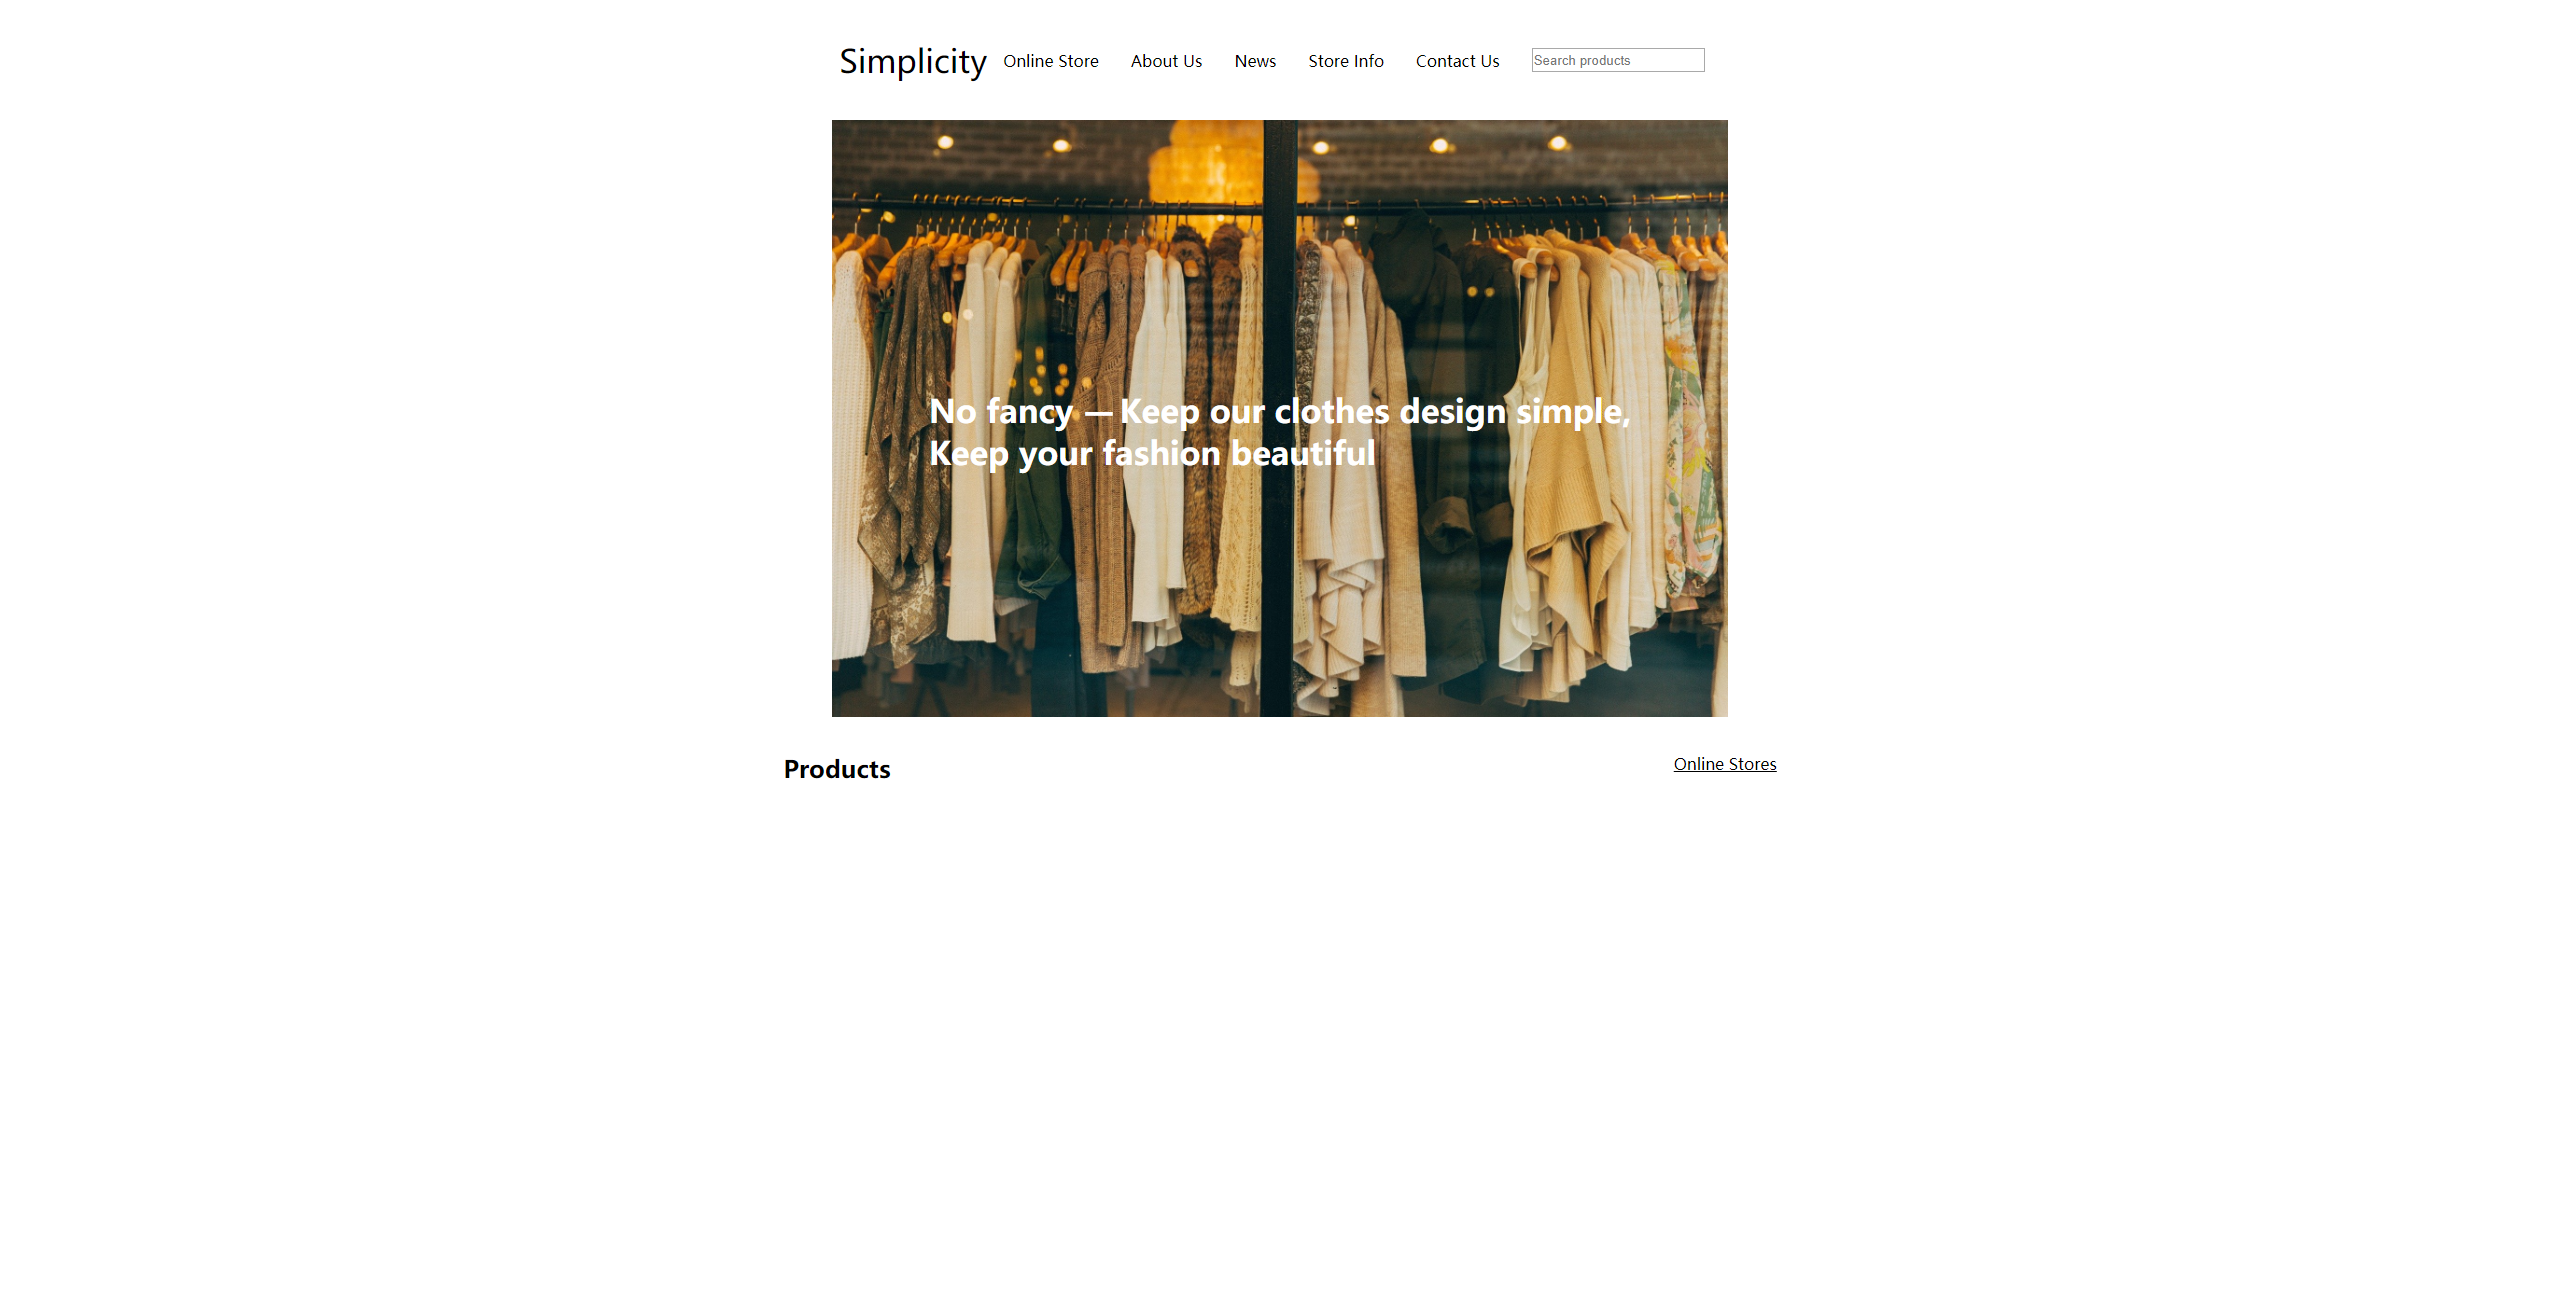 Simplicity Online Store About Us News Store Info Contact Us Search products
No fancy — Keep our clothes design simple,
Keep your fashion beautiful
Products Online Stores